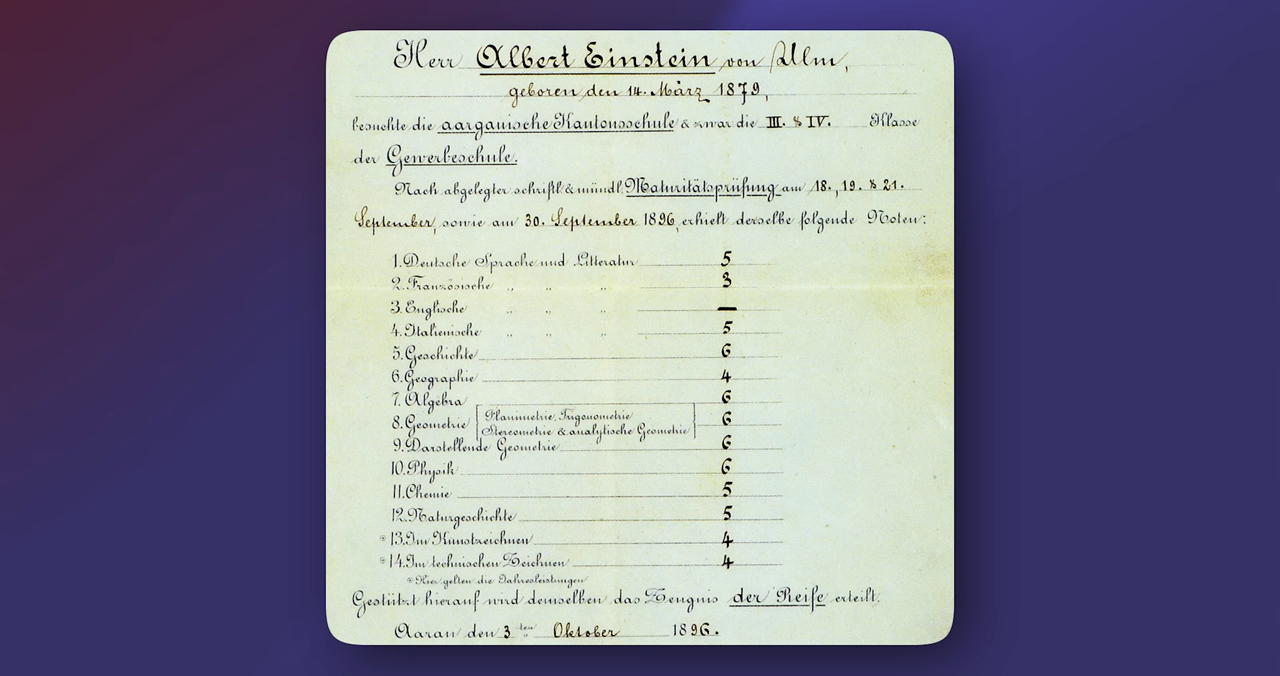 Herr Albert Einstein von Ulm,
geboren den 14. März 1879,
besuchte die aargauische Kantonsschule & zwar die III. & IV. Klasse
der Gewerbeschule.
Nach abgelegter schriftl. & mündl. Maturitätsprüfung am 18., 19. & 21.
September, sowie am 30. September 1896, erhielt derselbe folgende Noten:
1. Deutsche Sprache und Litteratur 5
2. Französische „ „ „ 3
3. Englische „ „ „ —
4. Italienische „ „ „ 5
5. Geschichte 6
6. Geographie 4
7. Algebra 6
8. Geometrie [Planimetrie, Trigonometrie 6
Stereometrie & analytische Geometrie]
9. Darstellende Geometrie 6
10. Physik 6
11. Chemie 5
12. Naturgeschichte 5
* 13. Im Kunstzeichnen 4
* 14. Im technischen Zeichnen 4
* Hier gelten die Jahresleistungen
Gestützt hierauf wird demselben das Zeugnis der Reife erteilt.
Aarau den 3ten Oktober 1896.